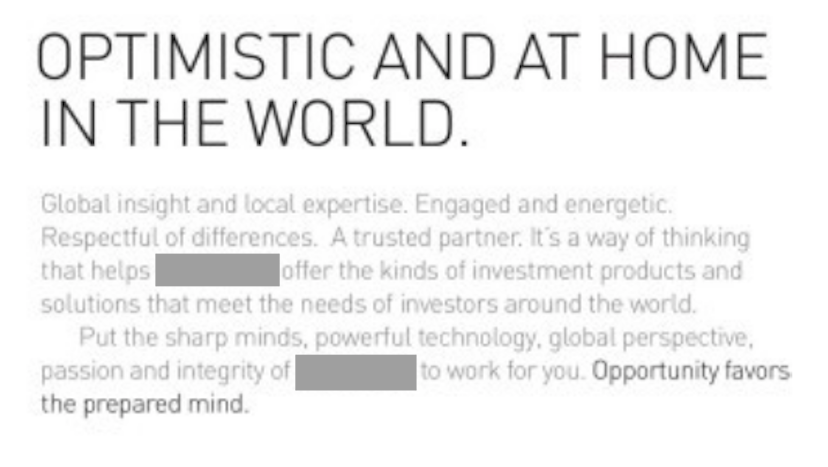 OPTIMISTIC AND AT HOME
IN THE WORLD.
Global insight and local expertise. Engaged and energetic.
Respectful of differences. A trusted partner. It's a way of thinking
that helps offer the kinds of investment products and
solutions that meet the needs of investors around the world.
Put the sharp minds, powerful technology, global perspective,
passion and integrity of to work for you. Opportunity favors
the prepared mind.